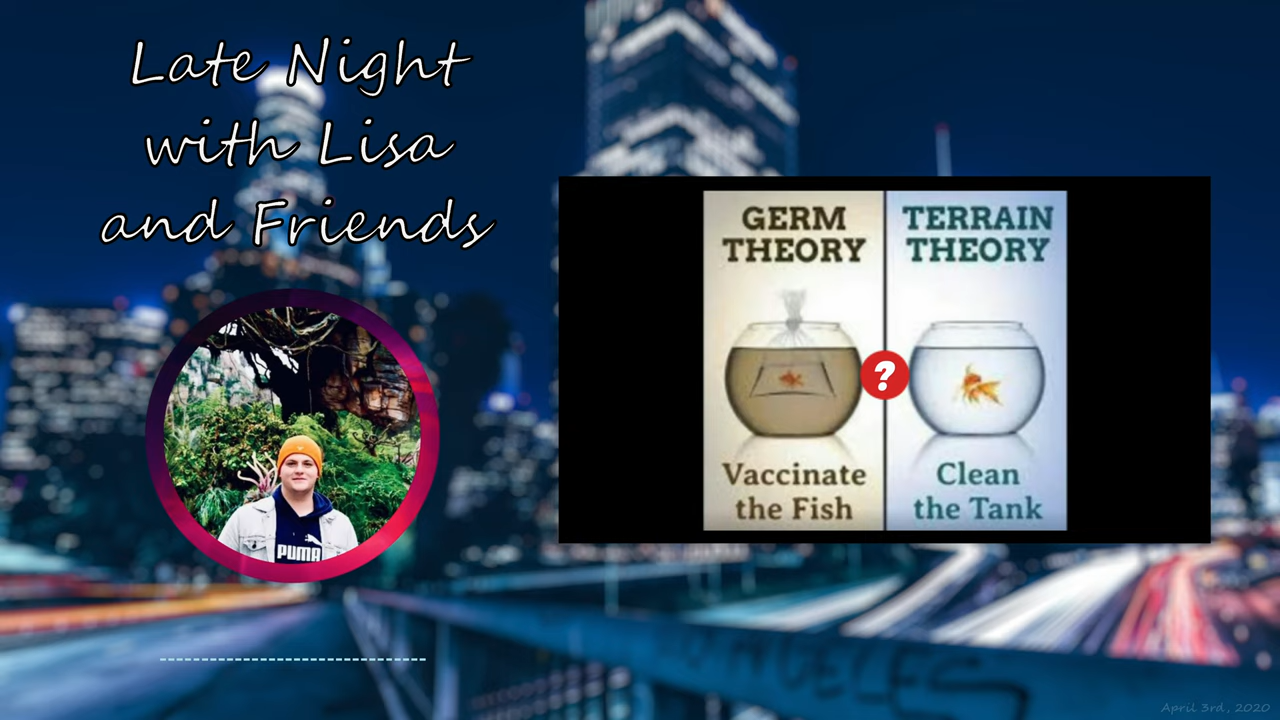 Late Night
with Lisa
and Friends
PUMA
GERM
THEORY
TERRAIN
THEORY
?
Vaccinate
the Fish
Clean
the Tank
April 3rd, 2020